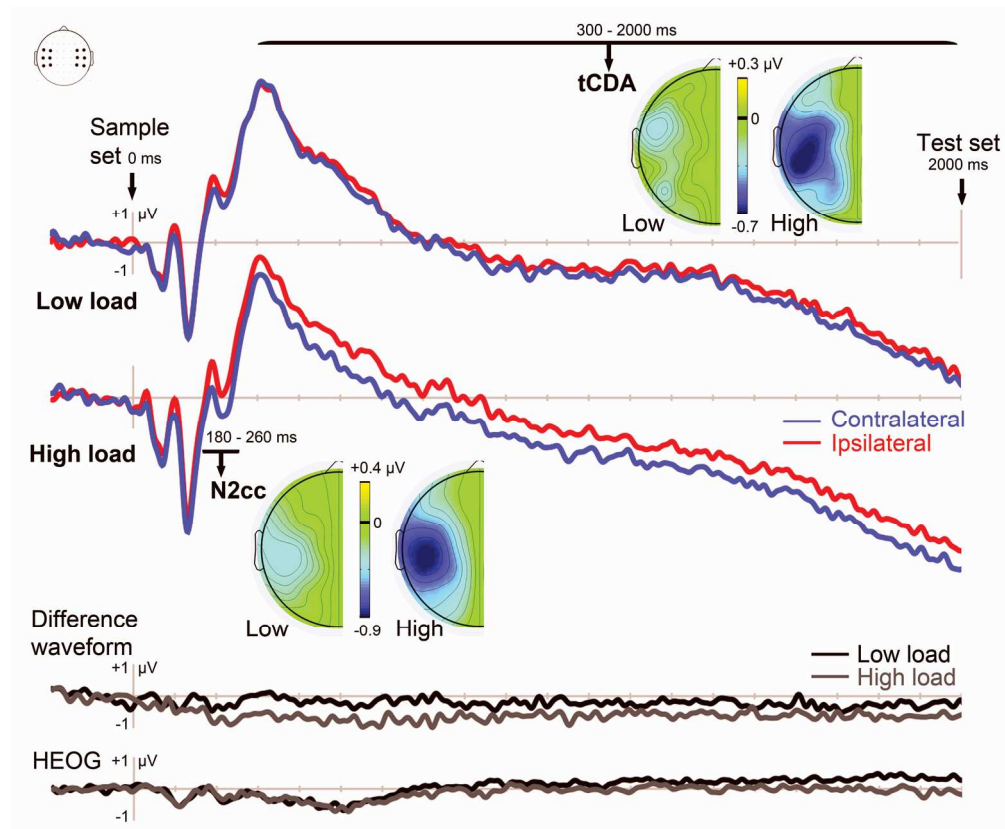 300 - 2000 ms
tCDA
+0.3 µV
0
-0.7
Low
High
Sample
set 0 ms
Test set
2000 ms
+1 µV
-1
Low load
High load
Contralateral
Ipsilateral
180 - 260 ms
N2cc
+0.4 µV
0
-0.9
Low
High
Difference
waveform
+1 µV
-1
Low load
High load
HEOG
+1 µV
-1